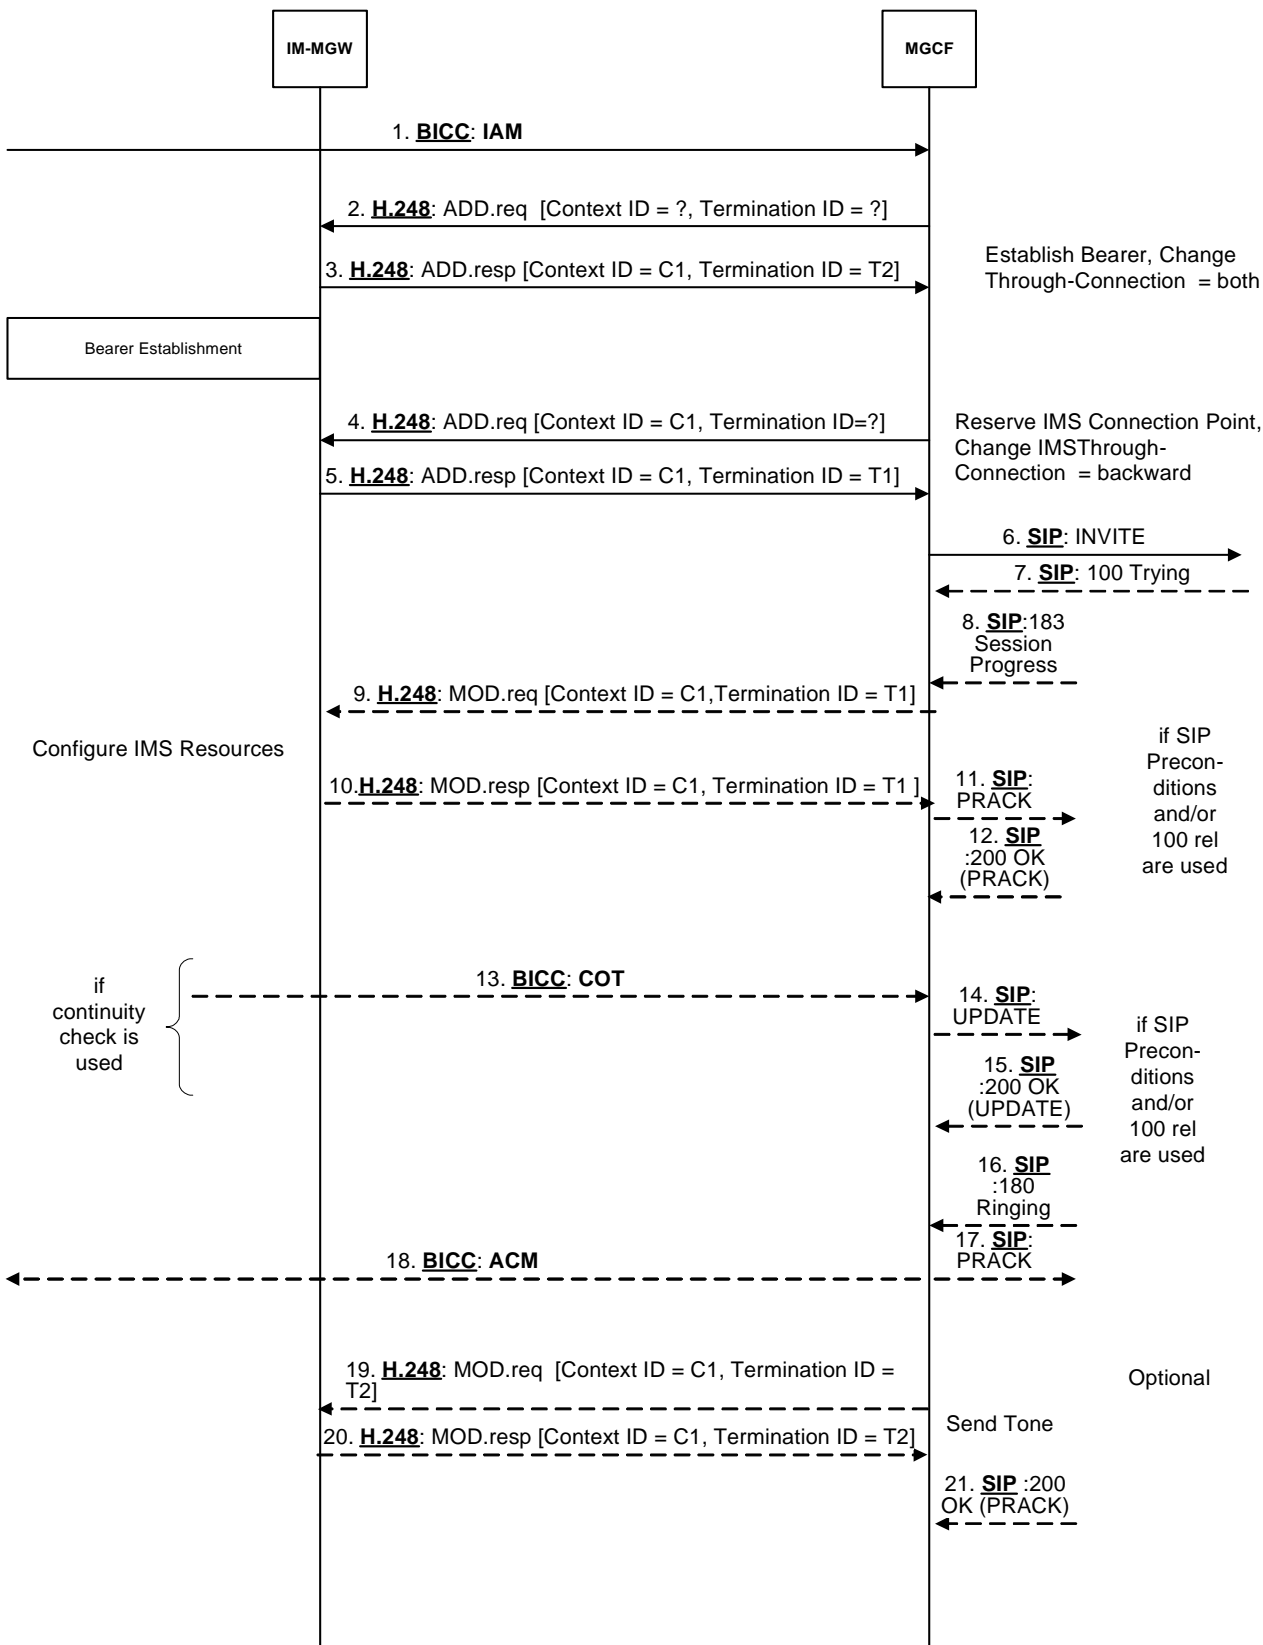 IM-MGW
MGCF
1. BICC: IAM
2. H.248: ADD.req  [Context ID = ?, Termination ID = ?]
3. H.248: ADD.resp [Context ID = C1, Termination ID = T2]
Establish Bearer, Change
Through-Connection  = both
Bearer Establishment
4. H.248: ADD.req [Context ID = C1, Termination ID=?]
5. H.248: ADD.resp [Context ID = C1, Termination ID = T1]
Reserve IMS Connection Point,
Change IMSThrough-
Connection  = backward
6. SIP: INVITE
7. SIP: 100 Trying
8. SIP:183
Session
Progress
9. H.248: MOD.req [Context ID = C1,Termination ID = T1]
Configure IMS Resources
10.H.248: MOD.resp [Context ID = C1, Termination ID = T1 ]
11. SIP:
PRACK
12. SIP
:200 OK
(PRACK)
if SIP
Precon-
ditions
and/or
100 rel
are used
if
continuity
check is
used
13. BICC: COT
14. SIP:
UPDATE
15. SIP
:200 OK
(UPDATE)
if SIP
Precon-
ditions
and/or
100 rel
are used
16. SIP
:180
Ringing
17. SIP:
PRACK
18. BICC: ACM
19. H.248: MOD.req  [Context ID = C1, Termination ID =
T2]
Optional
20. H.248: MOD.resp [Context ID = C1, Termination ID = T2]
Send Tone
21. SIP :200
OK (PRACK)